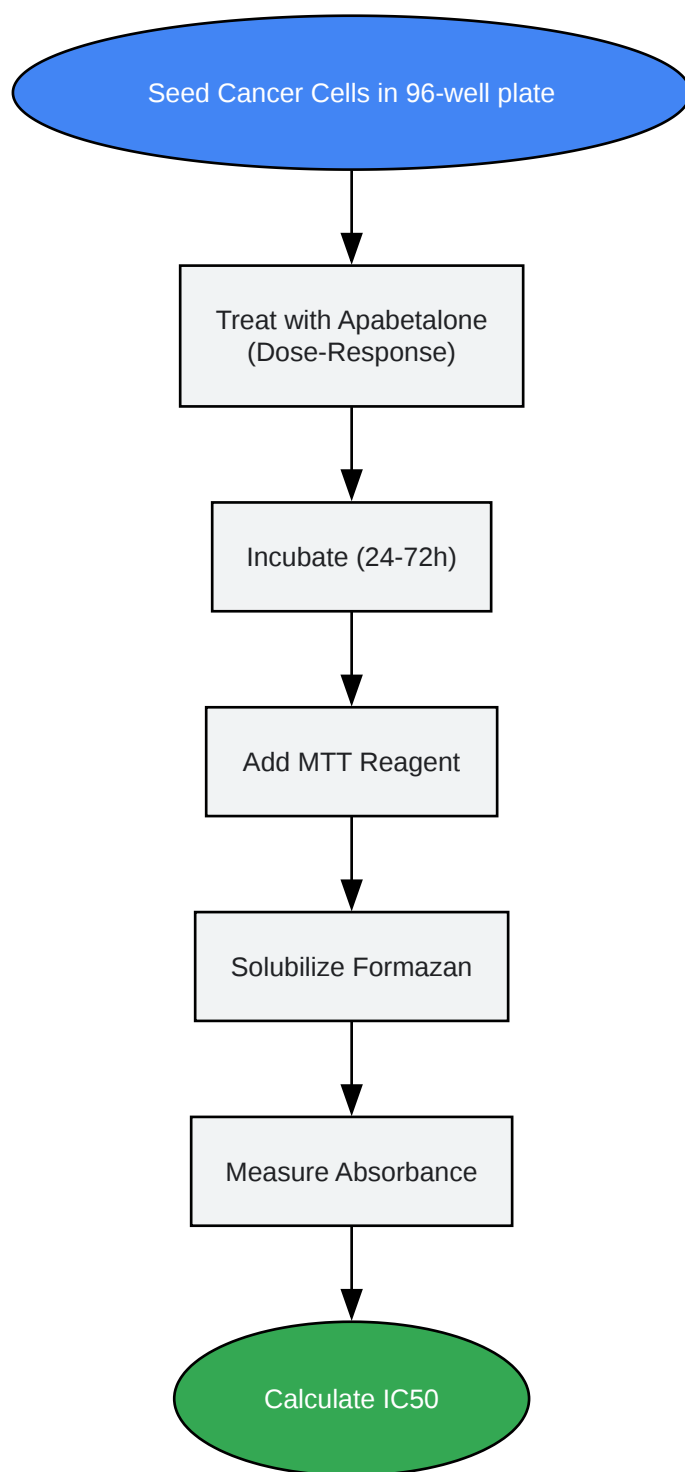 Seed Cancer Cells in 96-well plate
Treat with Apabetalone
(Dose-Response)
Incubate (24-72h)
Add MTT Reagent
Solubilize Formazan
Measure Absorbance
Calculate IC50